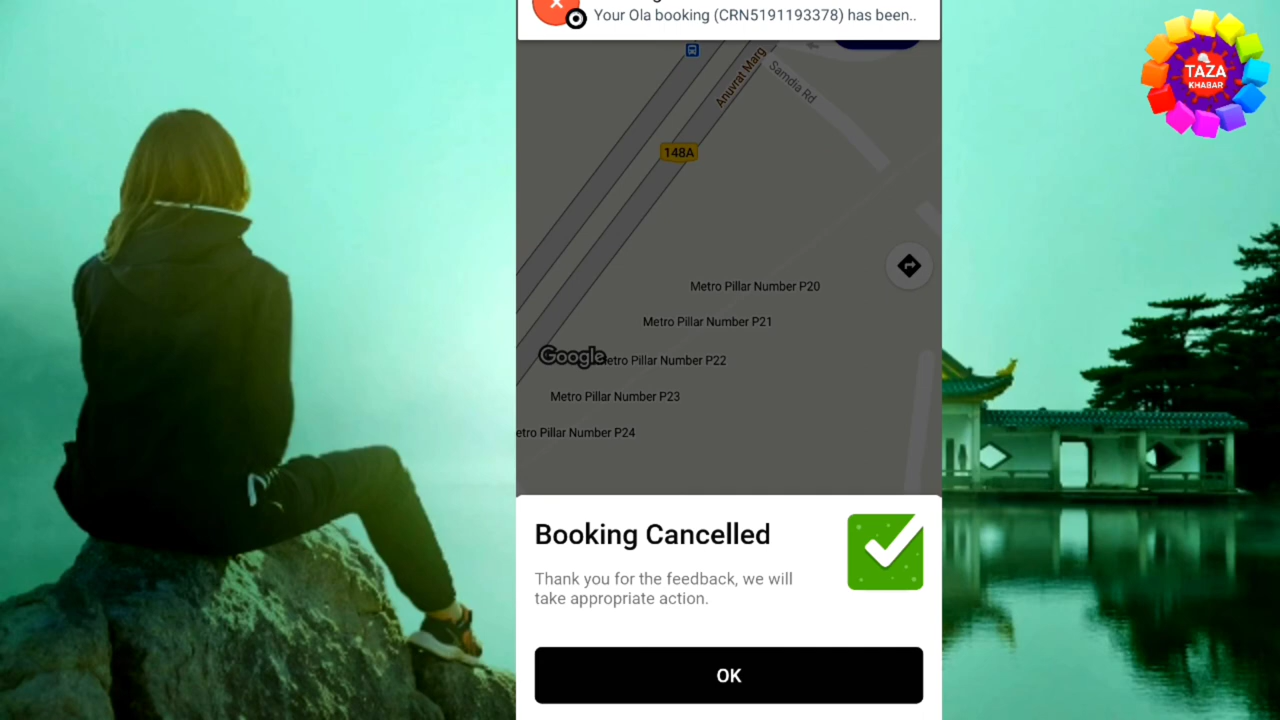 Your Ola booking (CRN5191193378) has been..
TAZA
KHABAR
Anuvrat Marg
Samdia Rd
148A
Metro Pillar Number P20
Metro Pillar Number P21
Google
etro Pillar Number P22
Metro Pillar Number P23
etro Pillar Number P24
Booking Cancelled
Thank you for the feedback, we will
take appropriate action.
OK